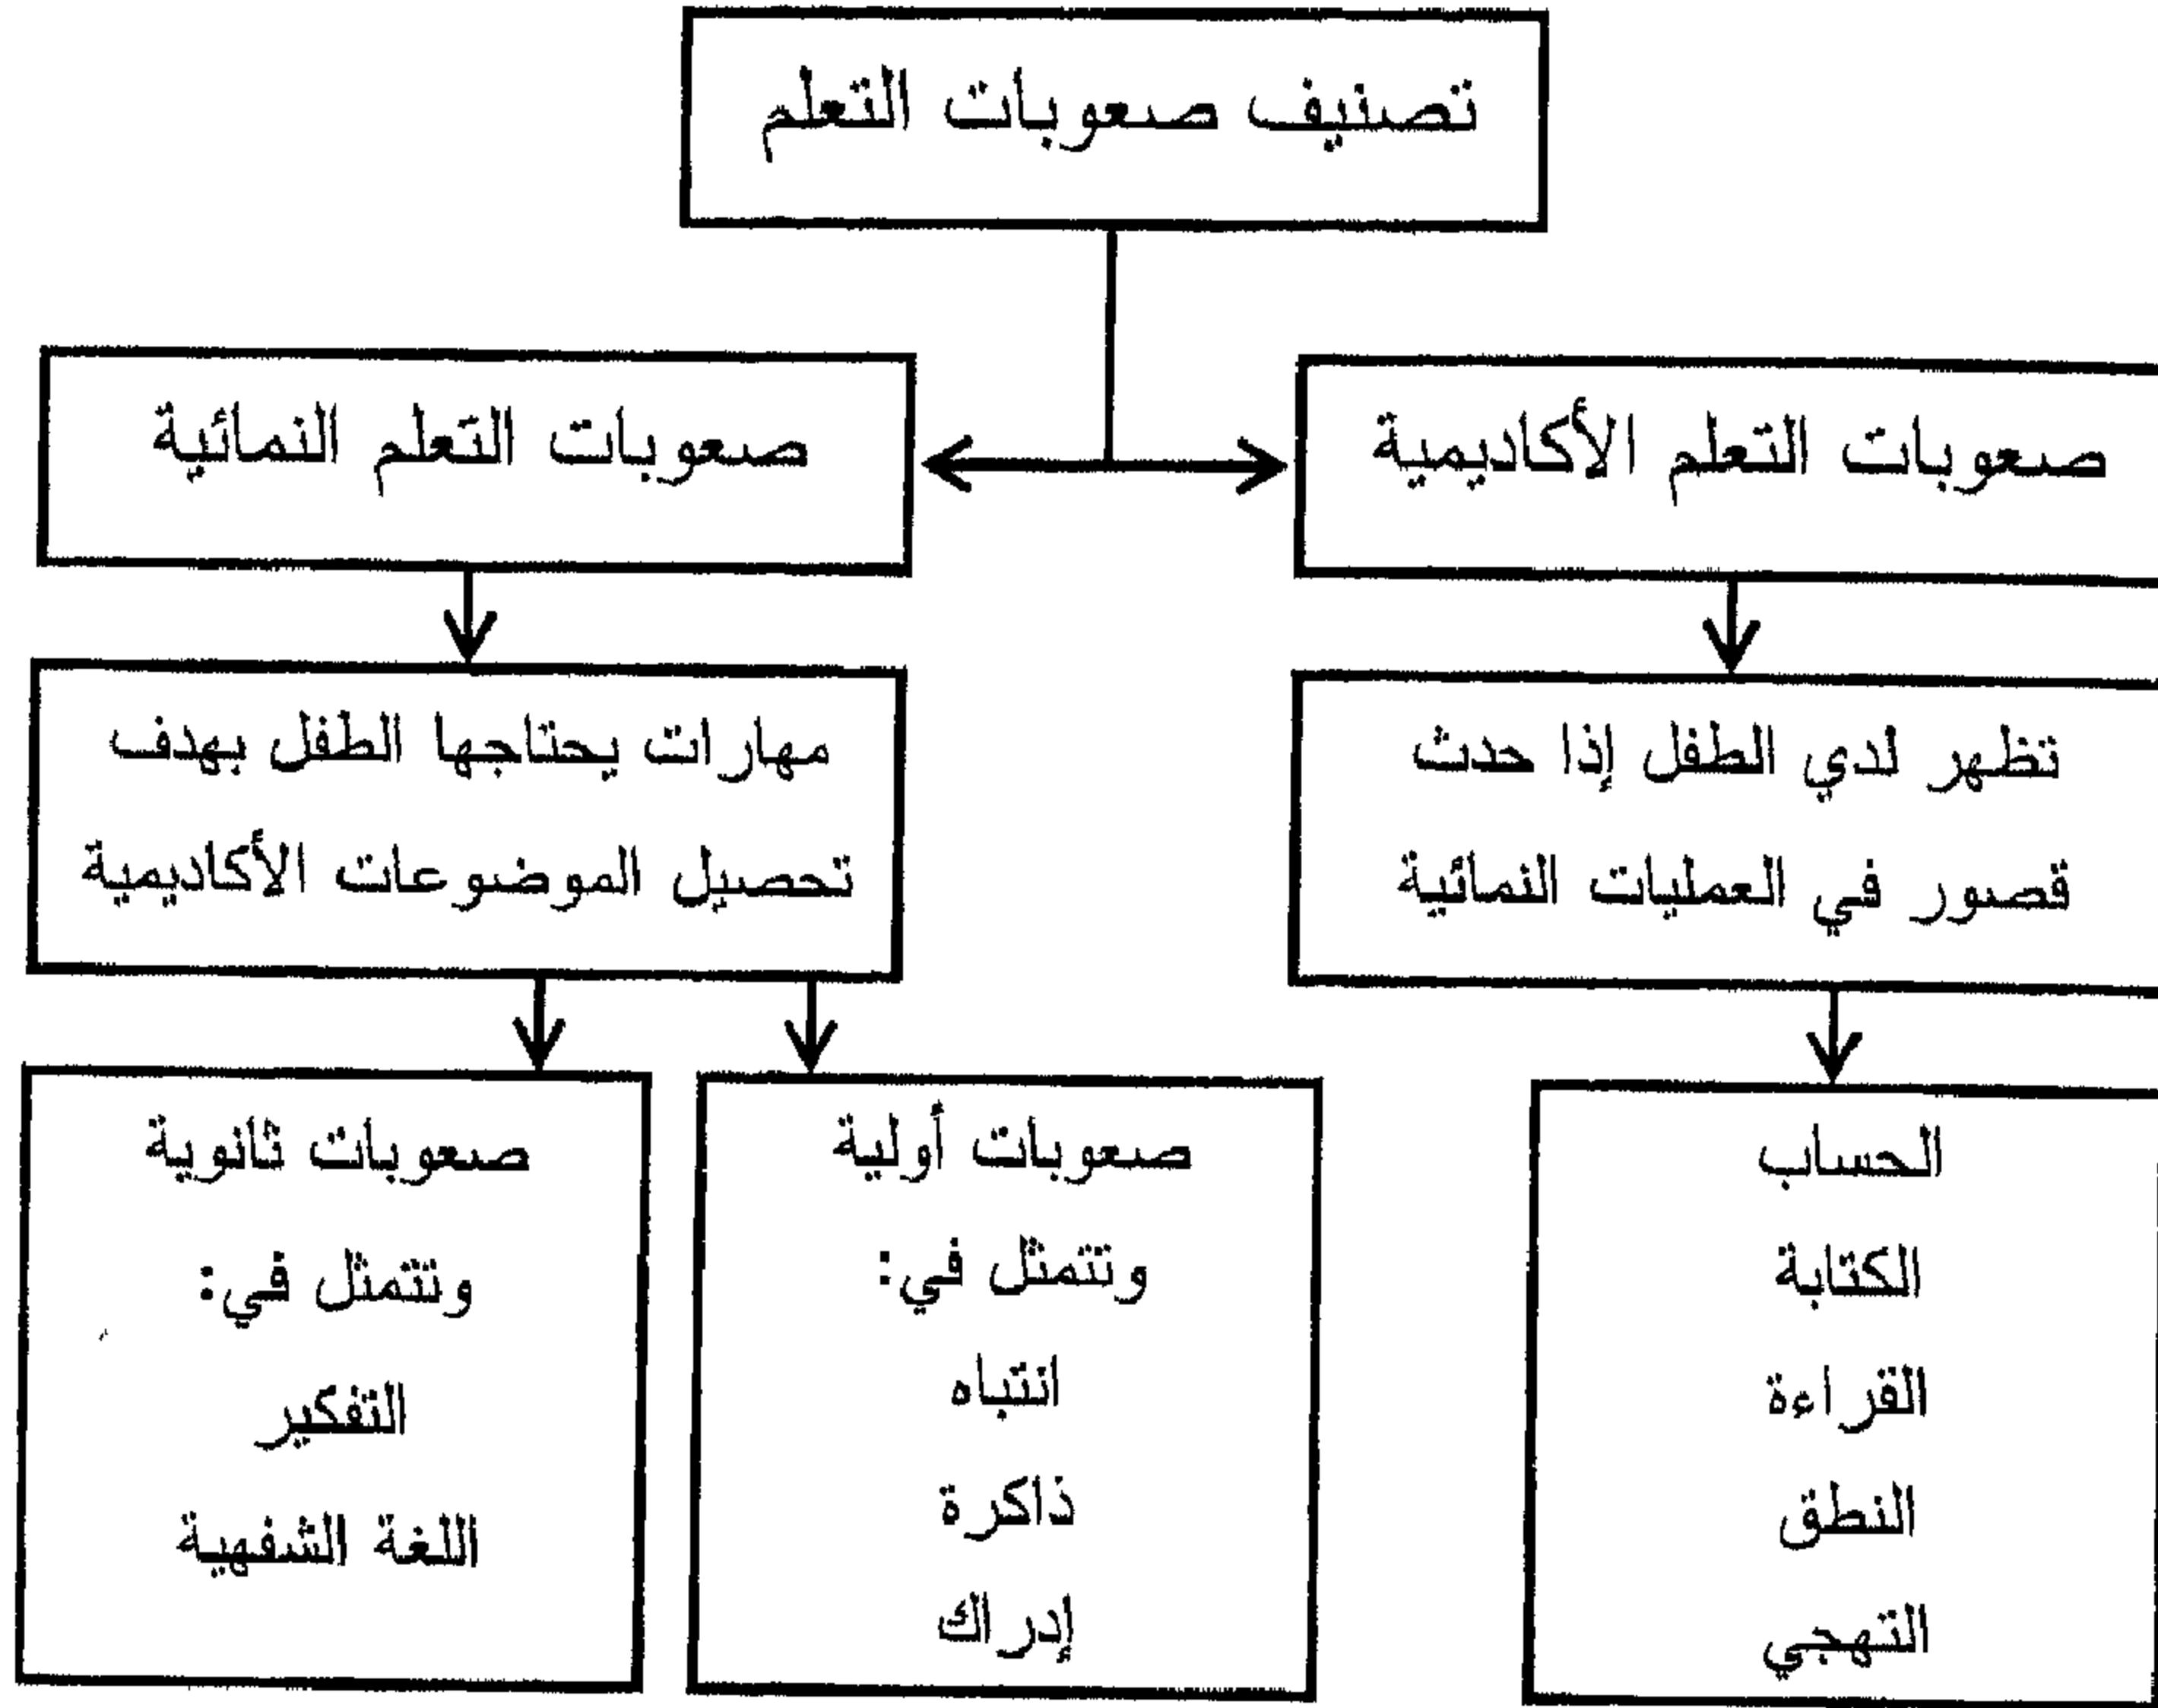 تصنيف صعوبات التعلم
صعوبات التعلم الأكاديمية
صعوبات التعلم النمائية
تظهر لدي الطفل إذا حدث
قصور في العمليات النمائية
مهارات يحتاجها الطفل بهدف
تحصيل الموضوعات الأكاديمية
الحساب
الكتابة
القراءة
النطق
التهجي
صعوبات أولية
وتتمثل في:
انتباه
ذاكرة
إدراك
صعوبات ثانوية
وتتمثل في:
التفكير
اللغة الشفهية